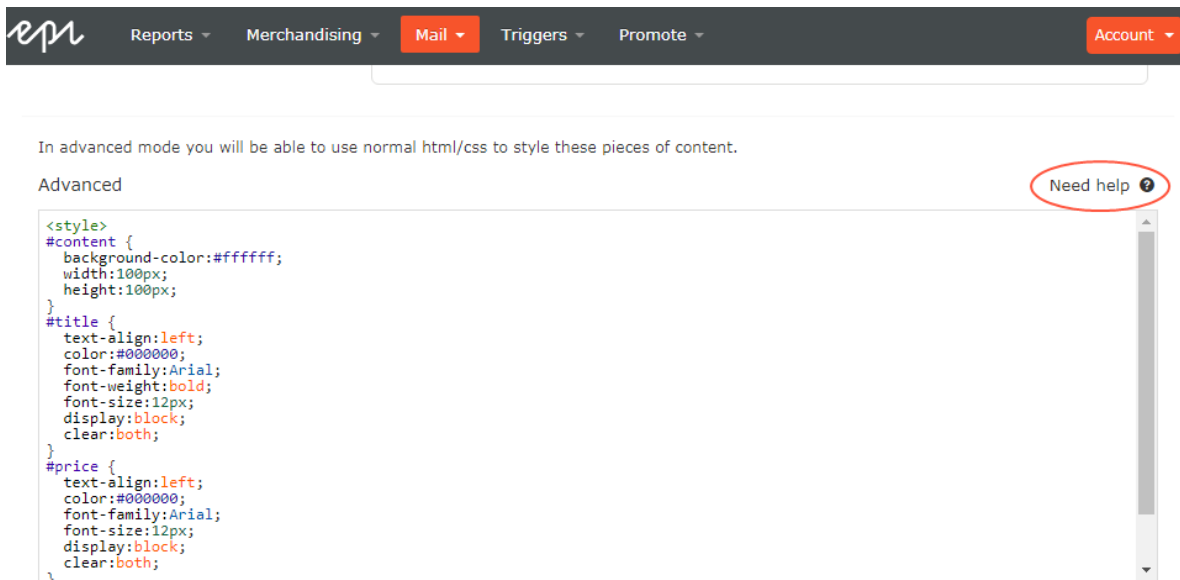 epi Reports Merchandising Mail Triggers Promote Account
In advanced mode you will be able to use normal html/css to style these pieces of content.
Advanced Need help ?
<style>
#content {
  background-color:#ffffff;
  width:100px;
  height:100px;
}
#title {
  text-align:left;
  color:#000000;
  font-family:Arial;
  font-weight:bold;
  font-size:12px;
  display:block;
  clear:both;
}
#price {
  text-align:left;
  color:#000000;
  font-family:Arial;
  font-size:12px;
  display:block;
  clear:both;
}